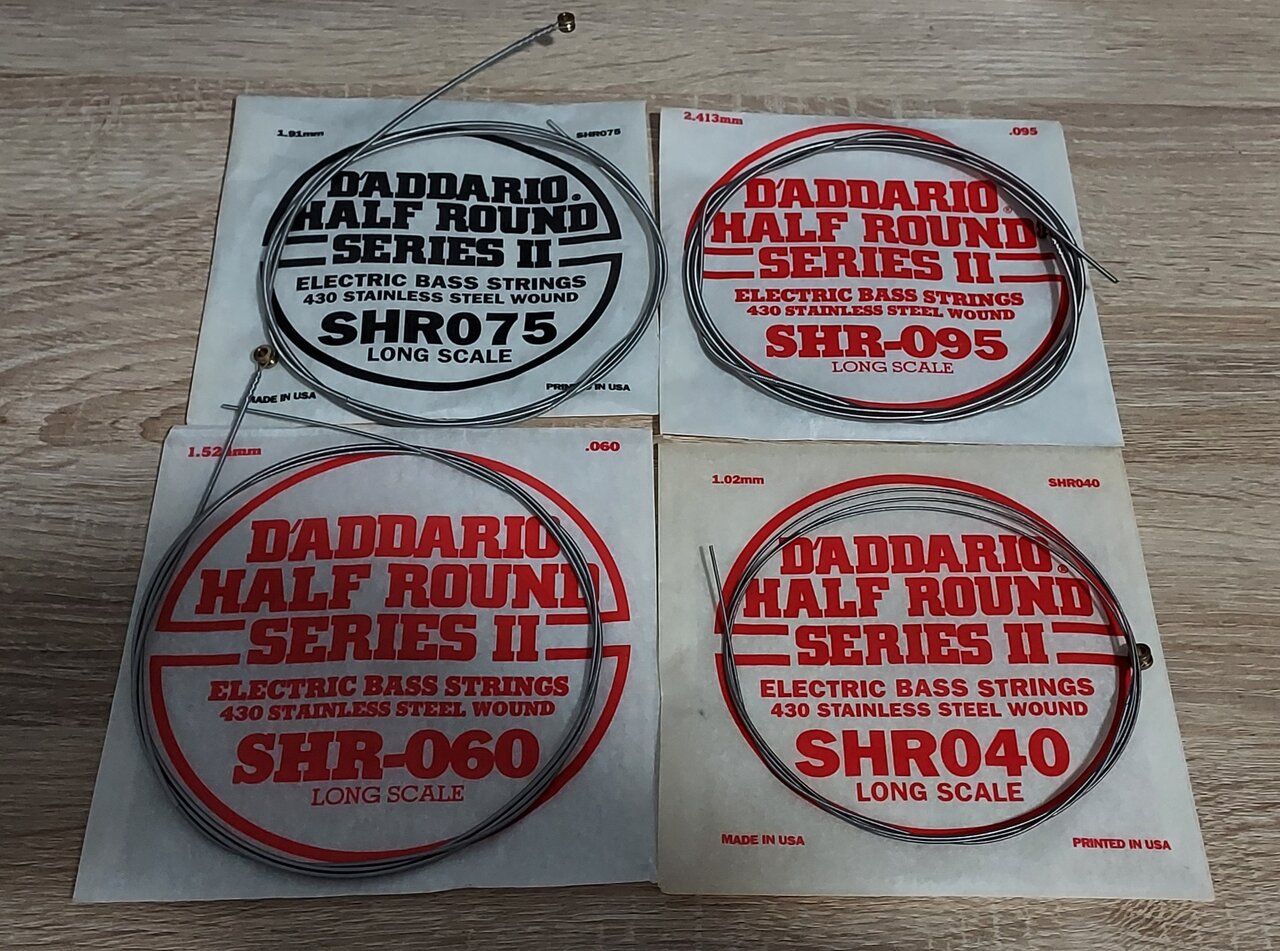 1.91mm
SHR075
D'ADDARIO®
HALF ROUND
SERIES II
ELECTRIC BASS STRINGS
430 STAINLESS STEEL WOUND
SHR075
LONG SCALE
MADE IN USA
PRINTED IN USA
2.413mm
.095
D'ADDARIO®
HALF ROUND
SERIES II
ELECTRIC BASS STRINGS
430 STAINLESS STEEL WOUND
SHR-095
LONG SCALE
.060
D'ADDARIO
HALF ROUND
SERIES II
ELECTRIC BASS STRINGS
430 STAINLESS STEEL WOUND
SHR-060
LONG SCALE
1.02mm
SHR040
D'ADDARIO®
HALF ROUND
SERIES II
ELECTRIC BASS STRINGS
430 STAINLESS STEEL WOUND
SHR040
LONG SCALE
MADE IN USA
PRINTED IN USA